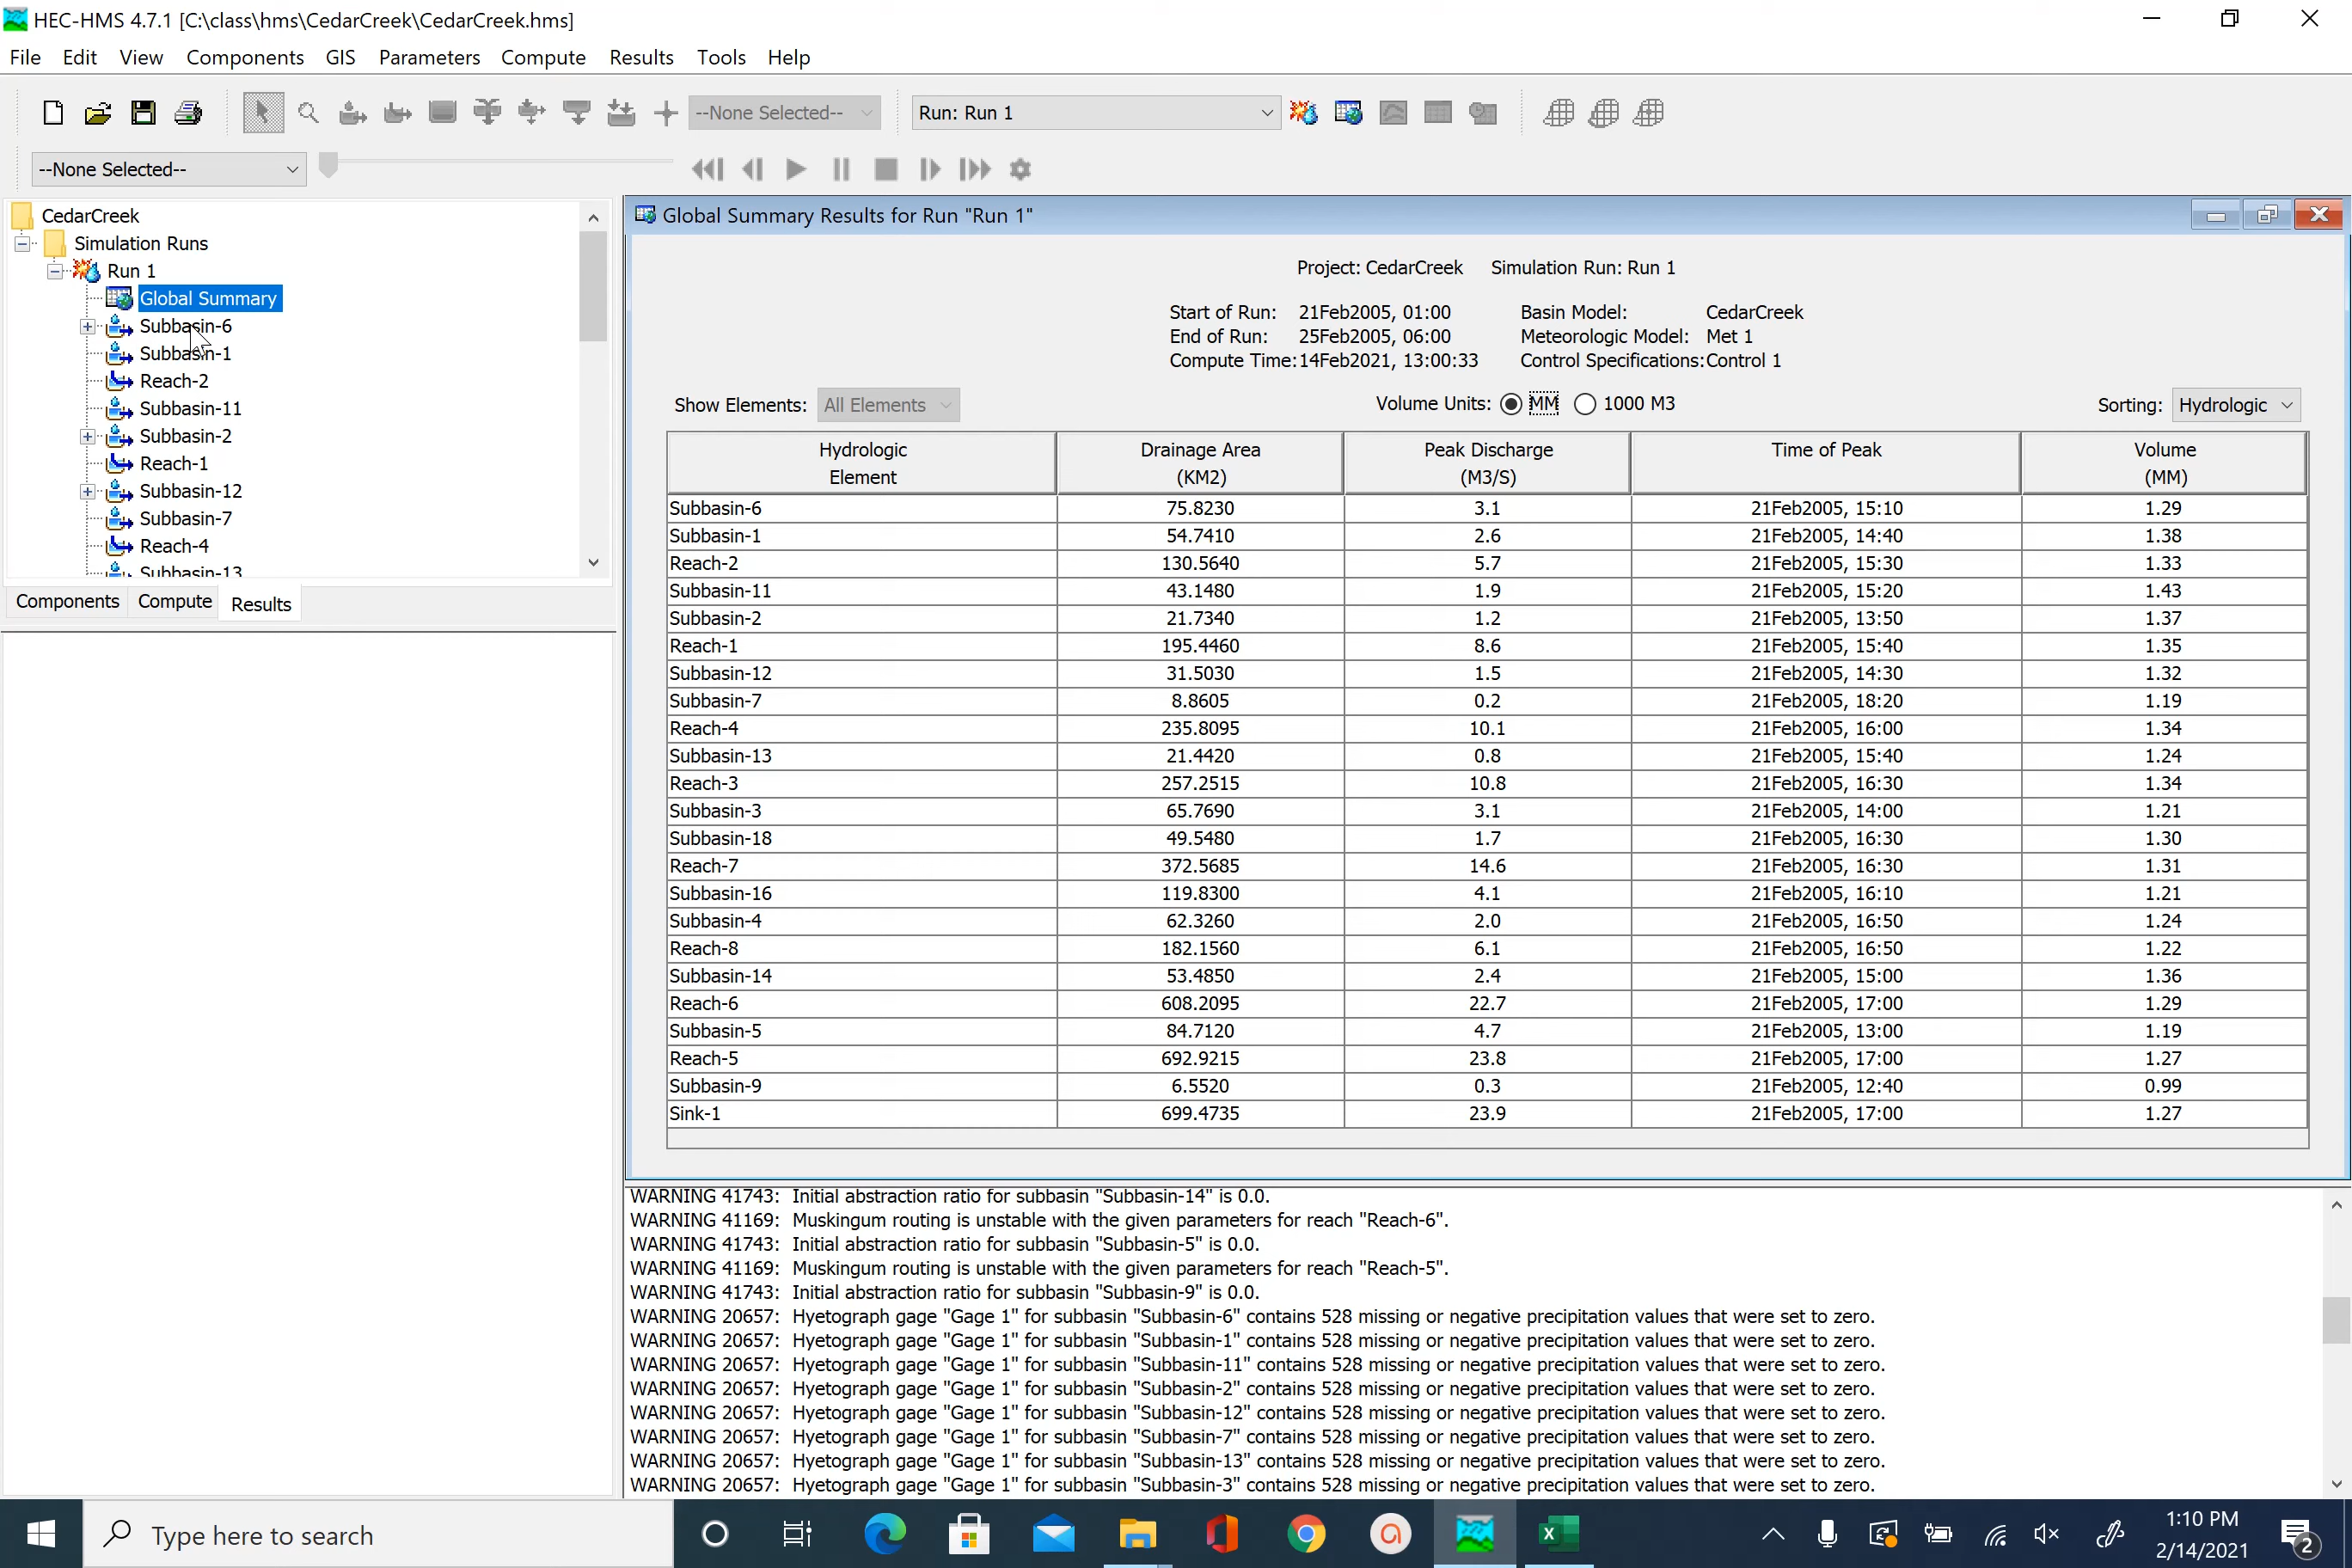 HEC-HMS 4.7.1 [C:\class\hms\CedarCreek\CedarCreek.hms]
File Edit View Components GIS Parameters Compute Results Tools Help
--None Selected-- Run: Run 1
--None Selected--
CedarCreek
Simulation Runs
Run 1
Global Summary
Subbasin-6
Subbasin-1
Reach-2
Subbasin-11
Subbasin-2
Reach-1
Subbasin-12
Subbasin-7
Reach-4
Subbasin-13
Components Compute Results
Global Summary Results for Run "Run 1"
Project: CedarCreek Simulation Run: Run 1
Start of Run: 21Feb2005, 01:00 Basin Model: CedarCreek
End of Run: 25Feb2005, 06:00 Meteorologic Model: Met 1
Compute Time:14Feb2021, 13:00:33 Control Specifications:Control 1
Show Elements: All Elements Volume Units: MM 1000 M3 Sorting: Hydrologic
Hydrologic Drainage Area Peak Discharge Time of Peak Volume
Element (KM2) (M3/S) (MM)
Subbasin-6 75.8230 3.1 21Feb2005, 15:10 1.29
Subbasin-1 54.7410 2.6 21Feb2005, 14:40 1.38
Reach-2 130.5640 5.7 21Feb2005, 15:30 1.33
Subbasin-11 43.1480 1.9 21Feb2005, 15:20 1.43
Subbasin-2 21.7340 1.2 21Feb2005, 13:50 1.37
Reach-1 195.4460 8.6 21Feb2005, 15:40 1.35
Subbasin-12 31.5030 1.5 21Feb2005, 14:30 1.32
Subbasin-7 8.8605 0.2 21Feb2005, 18:20 1.19
Reach-4 235.8095 10.1 21Feb2005, 16:00 1.34
Subbasin-13 21.4420 0.8 21Feb2005, 15:40 1.24
Reach-3 257.2515 10.8 21Feb2005, 16:30 1.34
Subbasin-3 65.7690 3.1 21Feb2005, 14:00 1.21
Subbasin-18 49.5480 1.7 21Feb2005, 16:30 1.30
Reach-7 372.5685 14.6 21Feb2005, 16:30 1.31
Subbasin-16 119.8300 4.1 21Feb2005, 16:10 1.21
Subbasin-4 62.3260 2.0 21Feb2005, 16:50 1.24
Reach-8 182.1560 6.1 21Feb2005, 16:50 1.22
Subbasin-14 53.4850 2.4 21Feb2005, 15:00 1.36
Reach-6 608.2095 22.7 21Feb2005, 17:00 1.29
Subbasin-5 84.7120 4.7 21Feb2005, 13:00 1.19
Reach-5 692.9215 23.8 21Feb2005, 17:00 1.27
Subbasin-9 6.5520 0.3 21Feb2005, 12:40 0.99
Sink-1 699.4735 23.9 21Feb2005, 17:00 1.27
WARNING 41743: Initial abstraction ratio for subbasin "Subbasin-14" is 0.0.
WARNING 41169: Muskingum routing is unstable with the given parameters for reach "Reach-6".
WARNING 41743: Initial abstraction ratio for subbasin "Subbasin-5" is 0.0.
WARNING 41169: Muskingum routing is unstable with the given parameters for reach "Reach-5".
WARNING 41743: Initial abstraction ratio for subbasin "Subbasin-9" is 0.0.
WARNING 20657: Hyetograph gage "Gage 1" for subbasin "Subbasin-6" contains 528 missing or negative precipitation values that were set to zero.
WARNING 20657: Hyetograph gage "Gage 1" for subbasin "Subbasin-1" contains 528 missing or negative precipitation values that were set to zero.
WARNING 20657: Hyetograph gage "Gage 1" for subbasin "Subbasin-11" contains 528 missing or negative precipitation values that were set to zero.
WARNING 20657: Hyetograph gage "Gage 1" for subbasin "Subbasin-2" contains 528 missing or negative precipitation values that were set to zero.
WARNING 20657: Hyetograph gage "Gage 1" for subbasin "Subbasin-12" contains 528 missing or negative precipitation values that were set to zero.
WARNING 20657: Hyetograph gage "Gage 1" for subbasin "Subbasin-7" contains 528 missing or negative precipitation values that were set to zero.
WARNING 20657: Hyetograph gage "Gage 1" for subbasin "Subbasin-13" contains 528 missing or negative precipitation values that were set to zero.
WARNING 20657: Hyetograph gage "Gage 1" for subbasin "Subbasin-3" contains 528 missing or negative precipitation values that were set to zero.
Type here to search
1:10 PM
2/14/2021
2